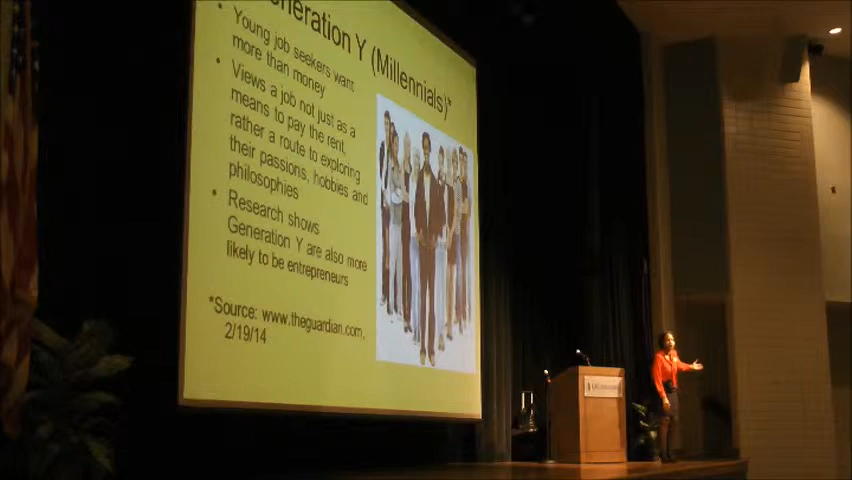 Generation Y (Millennials)*
• Young job seekers want
more than money
• Views a job not just as a
means to pay the rent,
rather a route to exploring
their passions, hobbies and
philosophies
• Research shows
Generation Y are also more
likely to be entrepreneurs
*Source: www.theguardian.com,
2/19/14